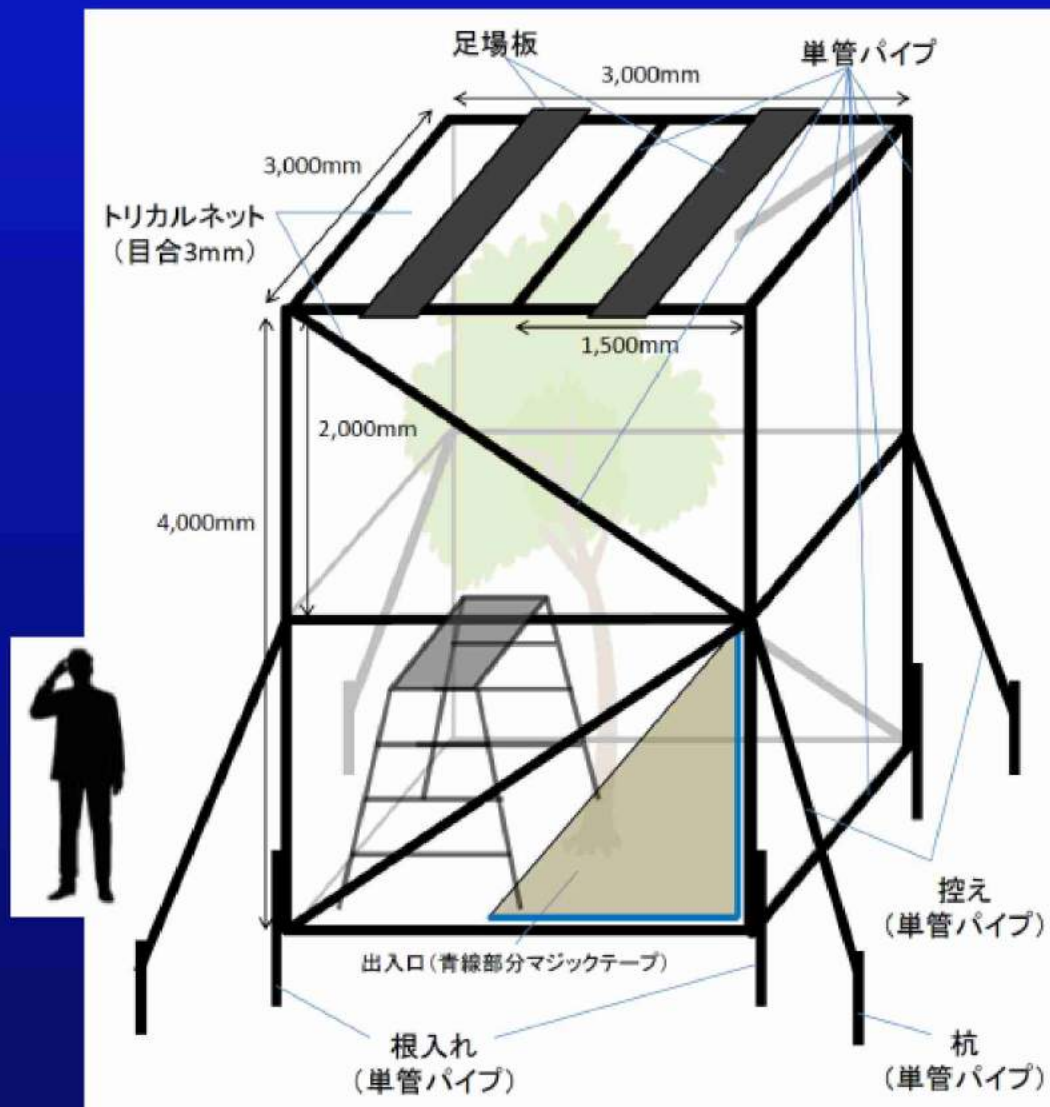 足場板
単管パイプ
3,000mm
3,000mm
トリカルネット
(目合3mm)
1,500mm
2,000mm
4,000mm
控え
(単管パイプ)
出入口(青線部分マジックテープ)
根入れ
(単管パイプ)
杭
(単管パイプ)